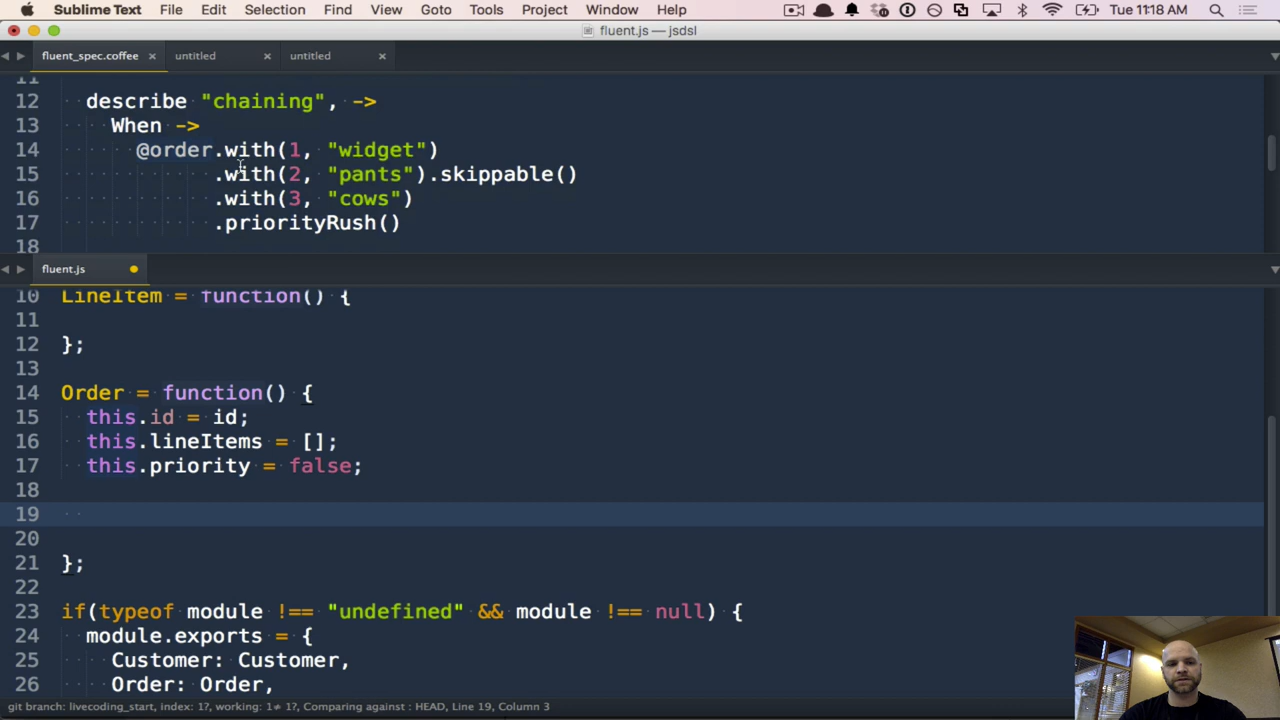 Sublime Text File Edit View Selection Find View Goto Tools Project Window Help Tue 11:18 AM
fluent.js — jsdsl
fluent_spec.coffee × untitled × untitled ×
11
12 describe "chaining", ->
13 When ->
14 @order.with(1, "widget")
15 .with(2, "pants").skippable()
16 .with(3, "cows")
17 .priorityRush()
18
fluent.js
10 LineItem = function() {
11
12 };
13
14 Order = function() {
15 this.id = id;
16 this.lineItems = [];
17 this.priority = false;
18
19
20
21 };
22
23 if(typeof module !== "undefined" && module !== null) {
24 module.exports = {
25 Customer: Customer,
26 Order: Order,
git branch: livecoding_start, index: 1?, working: 1≠ 1?, Comparing against : HEAD, Line 19, Column 3